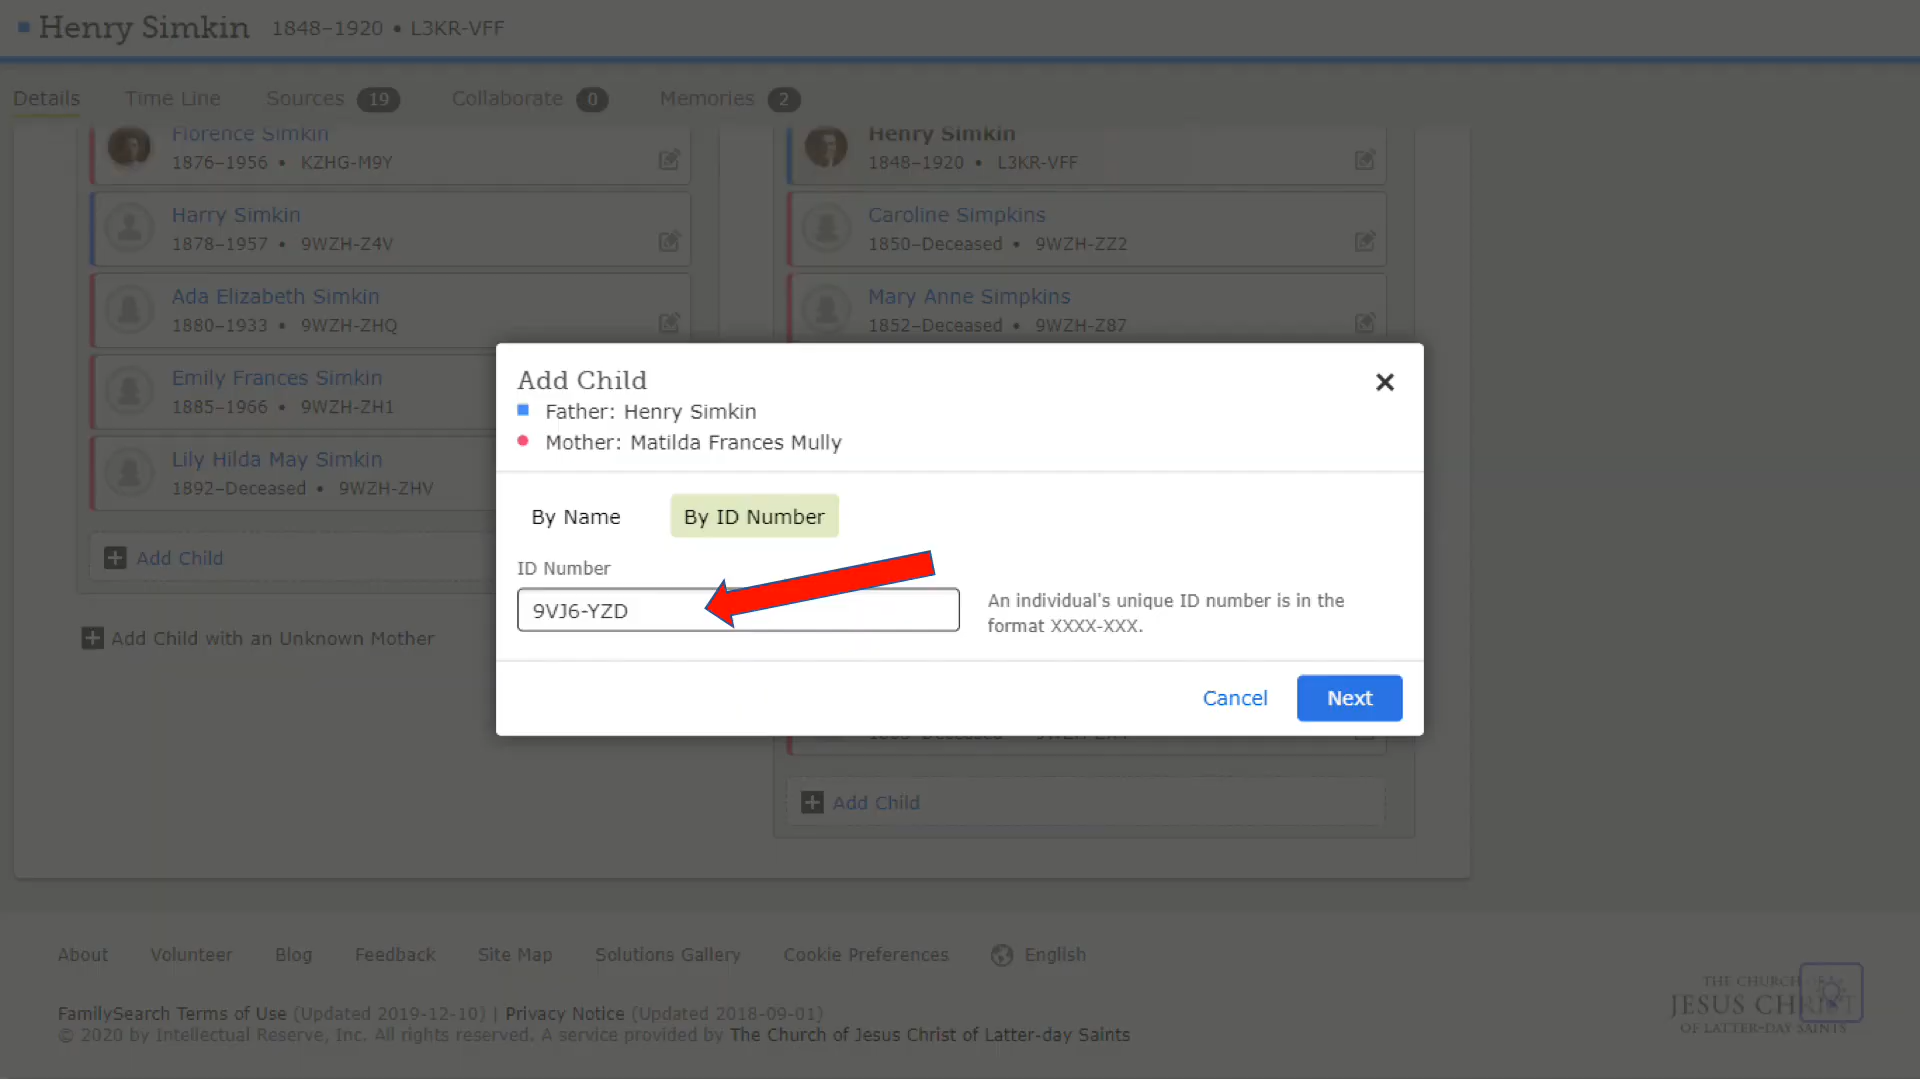 Henry Simkin 1848–1920 • L3KR-VFF
Details Time Line Sources 19 Collaborate 0 Memories 2
Florence Simkin
1876–1956 • KZHG-M9Y
Harry Simkin
1878–1957 • 9WZH-Z4V
Ada Elizabeth Simkin
1880–1933 • 9WZH-ZHQ
Emily Frances Simkin
1885–1966 • 9WZH-ZH1
Lily Hilda May Simkin
1892–Deceased • 9WZH-ZHV
Add Child
Add Child with an Unknown Mother
Henry Simkin
1848–1920 • L3KR-VFF
Caroline Simpkins
1850–Deceased • 9WZH-ZZ2
Mary Anne Simpkins
1852–Deceased • 9WZH-Z87
Add Child
Add Child
Father: Henry Simkin
Mother: Matilda Frances Mully
By Name By ID Number
ID Number
9VJ6-YZD
An individual's unique ID number is in the
format XXXX-XXX.
Cancel Next
About Volunteer Blog Feedback Site Map Solutions Gallery Cookie Preferences English
FamilySearch Terms of Use (Updated 2019-12-10) | Privacy Notice (Updated 2018-09-01)
© 2020 by Intellectual Reserve, Inc. All rights reserved. A service provided by The Church of Jesus Christ of Latter-day Saints
THE CHURCH
JESUS CHRIST
OF LATTER-DAY SAINTS